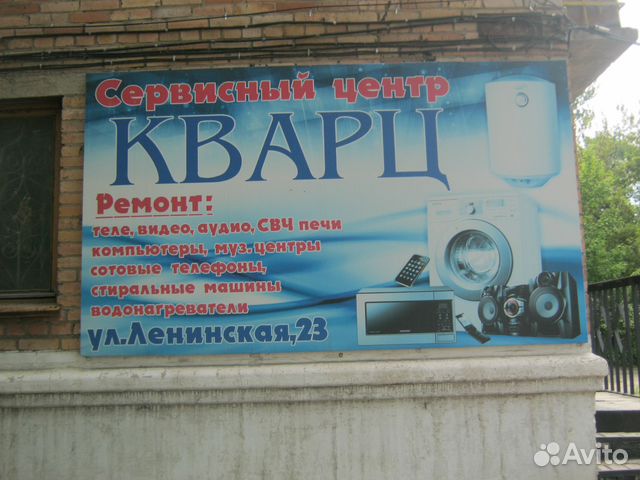 Сервисный центр
КВАРЦ
Ремонт:
теле, видео, аудио, СВЧ печи
компьютеры, муз.центры
сотовые телефоны,
стиральные машины
водонагреватели
ул.Ленинская,23
Avito